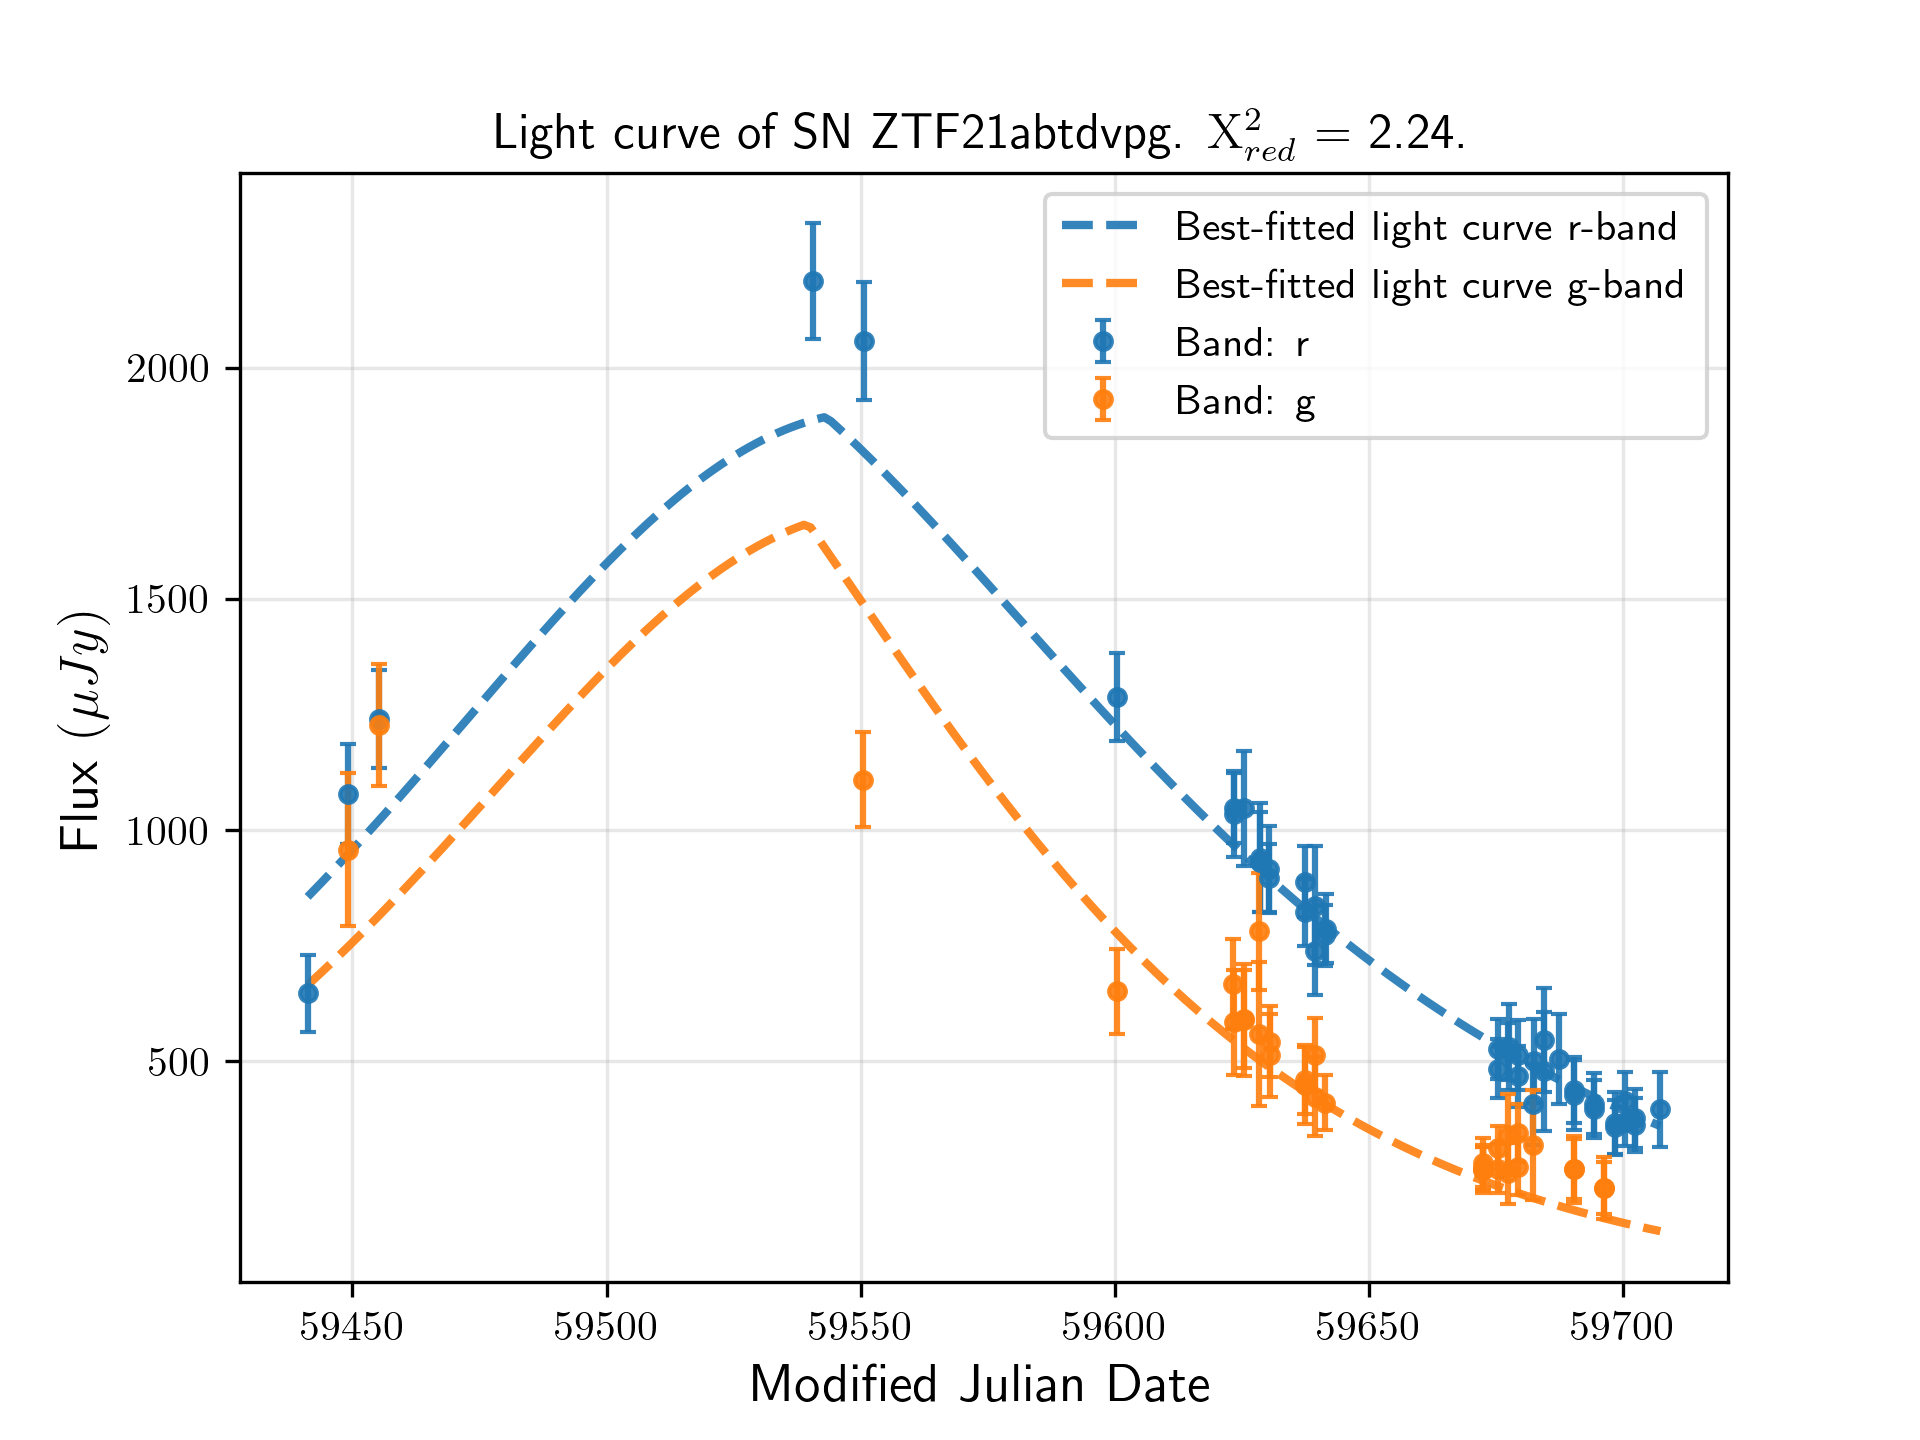 Light curve of SN ZTF21abtdvpg. X²_red = 2.24.
Best-fitted light curve r-band
Best-fitted light curve g-band
Band: r
Band: g
Flux (μJy)
2000
1500
1000
500
59450 59500 59550 59600 59650 59700
Modified Julian Date